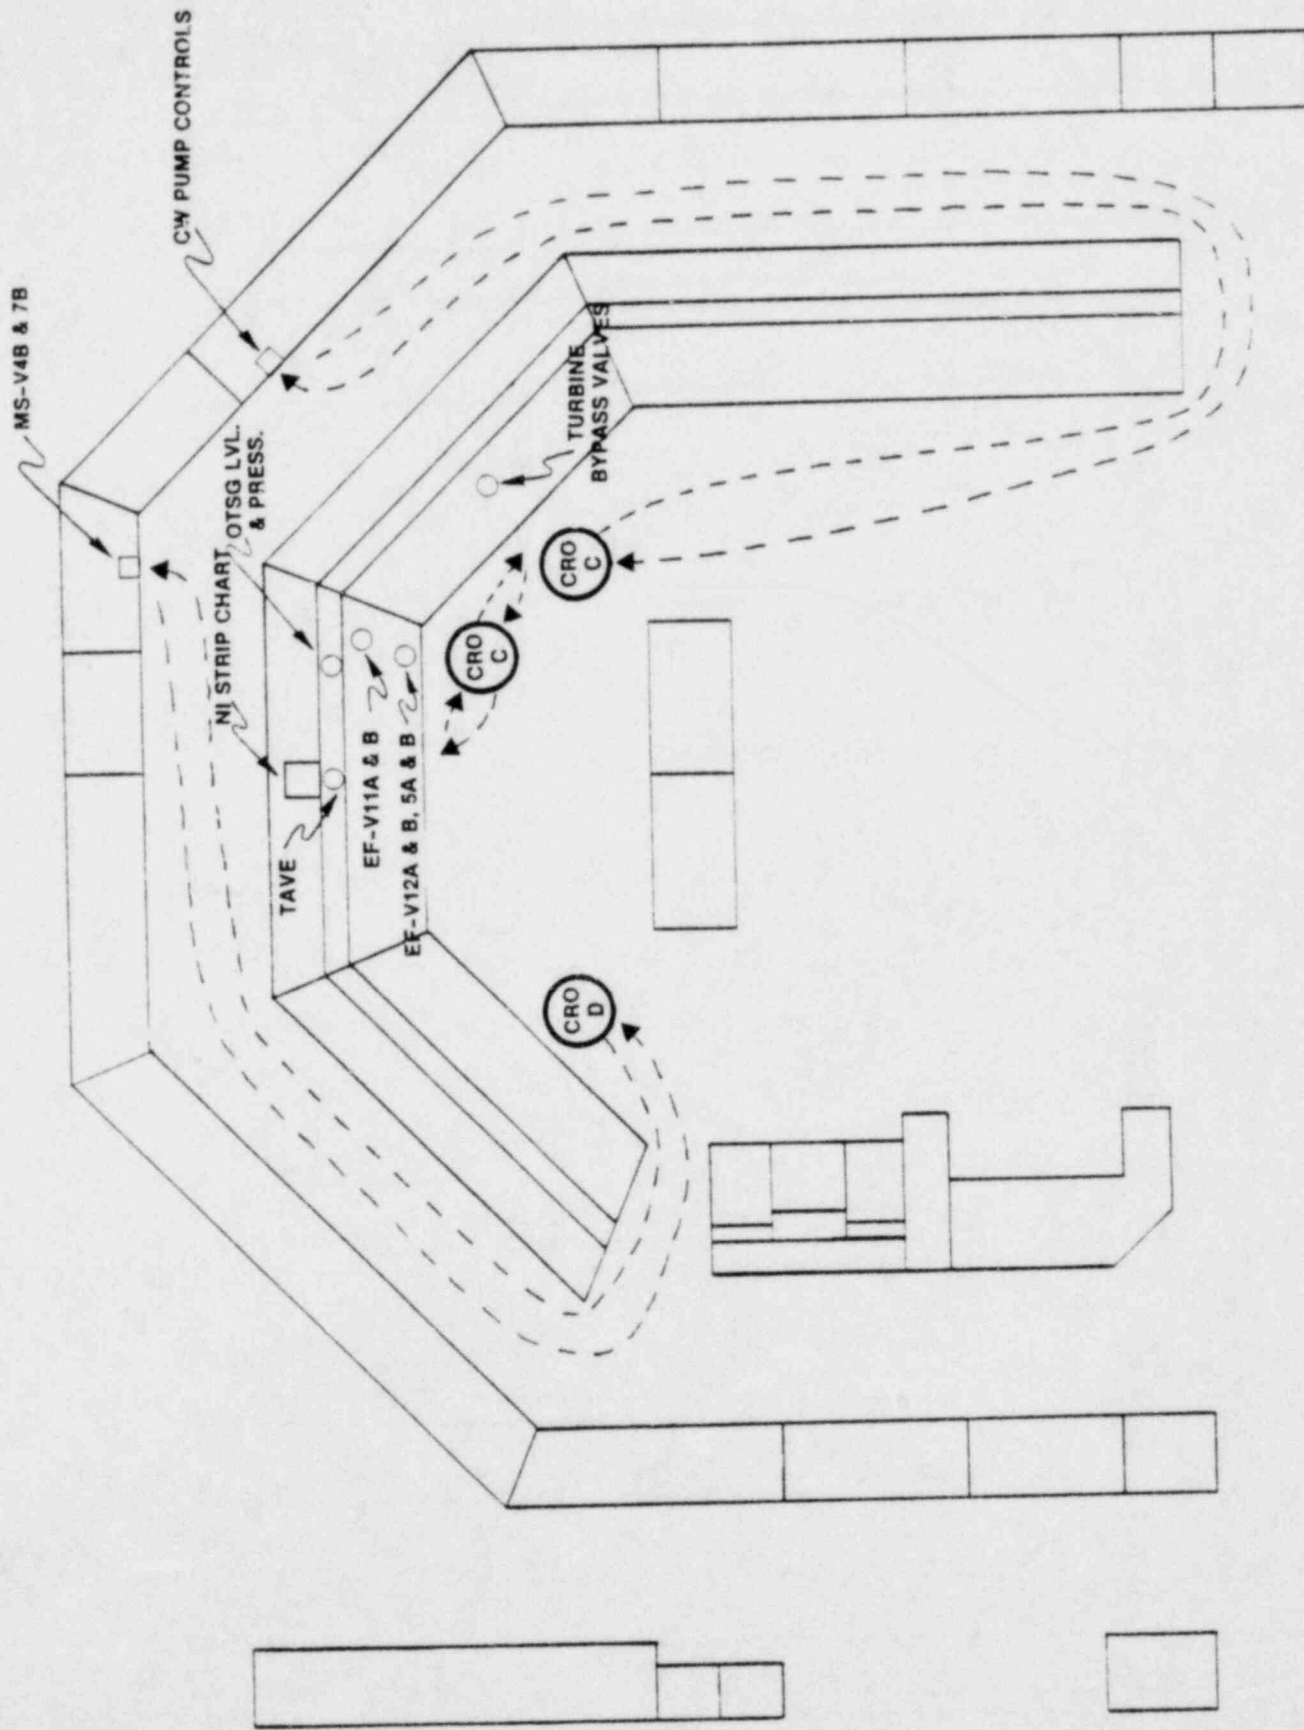 MS-V4B & 7B
CW PUMP CONTROLS
NI STRIP CHART
OTSG LVL.
& PRESS.
TAVE
EF-V11A & B
EF-V12A & B, 5A & B
TURBINE
BYPASS VALVES
CRO
C
CRO
C
CRO
D